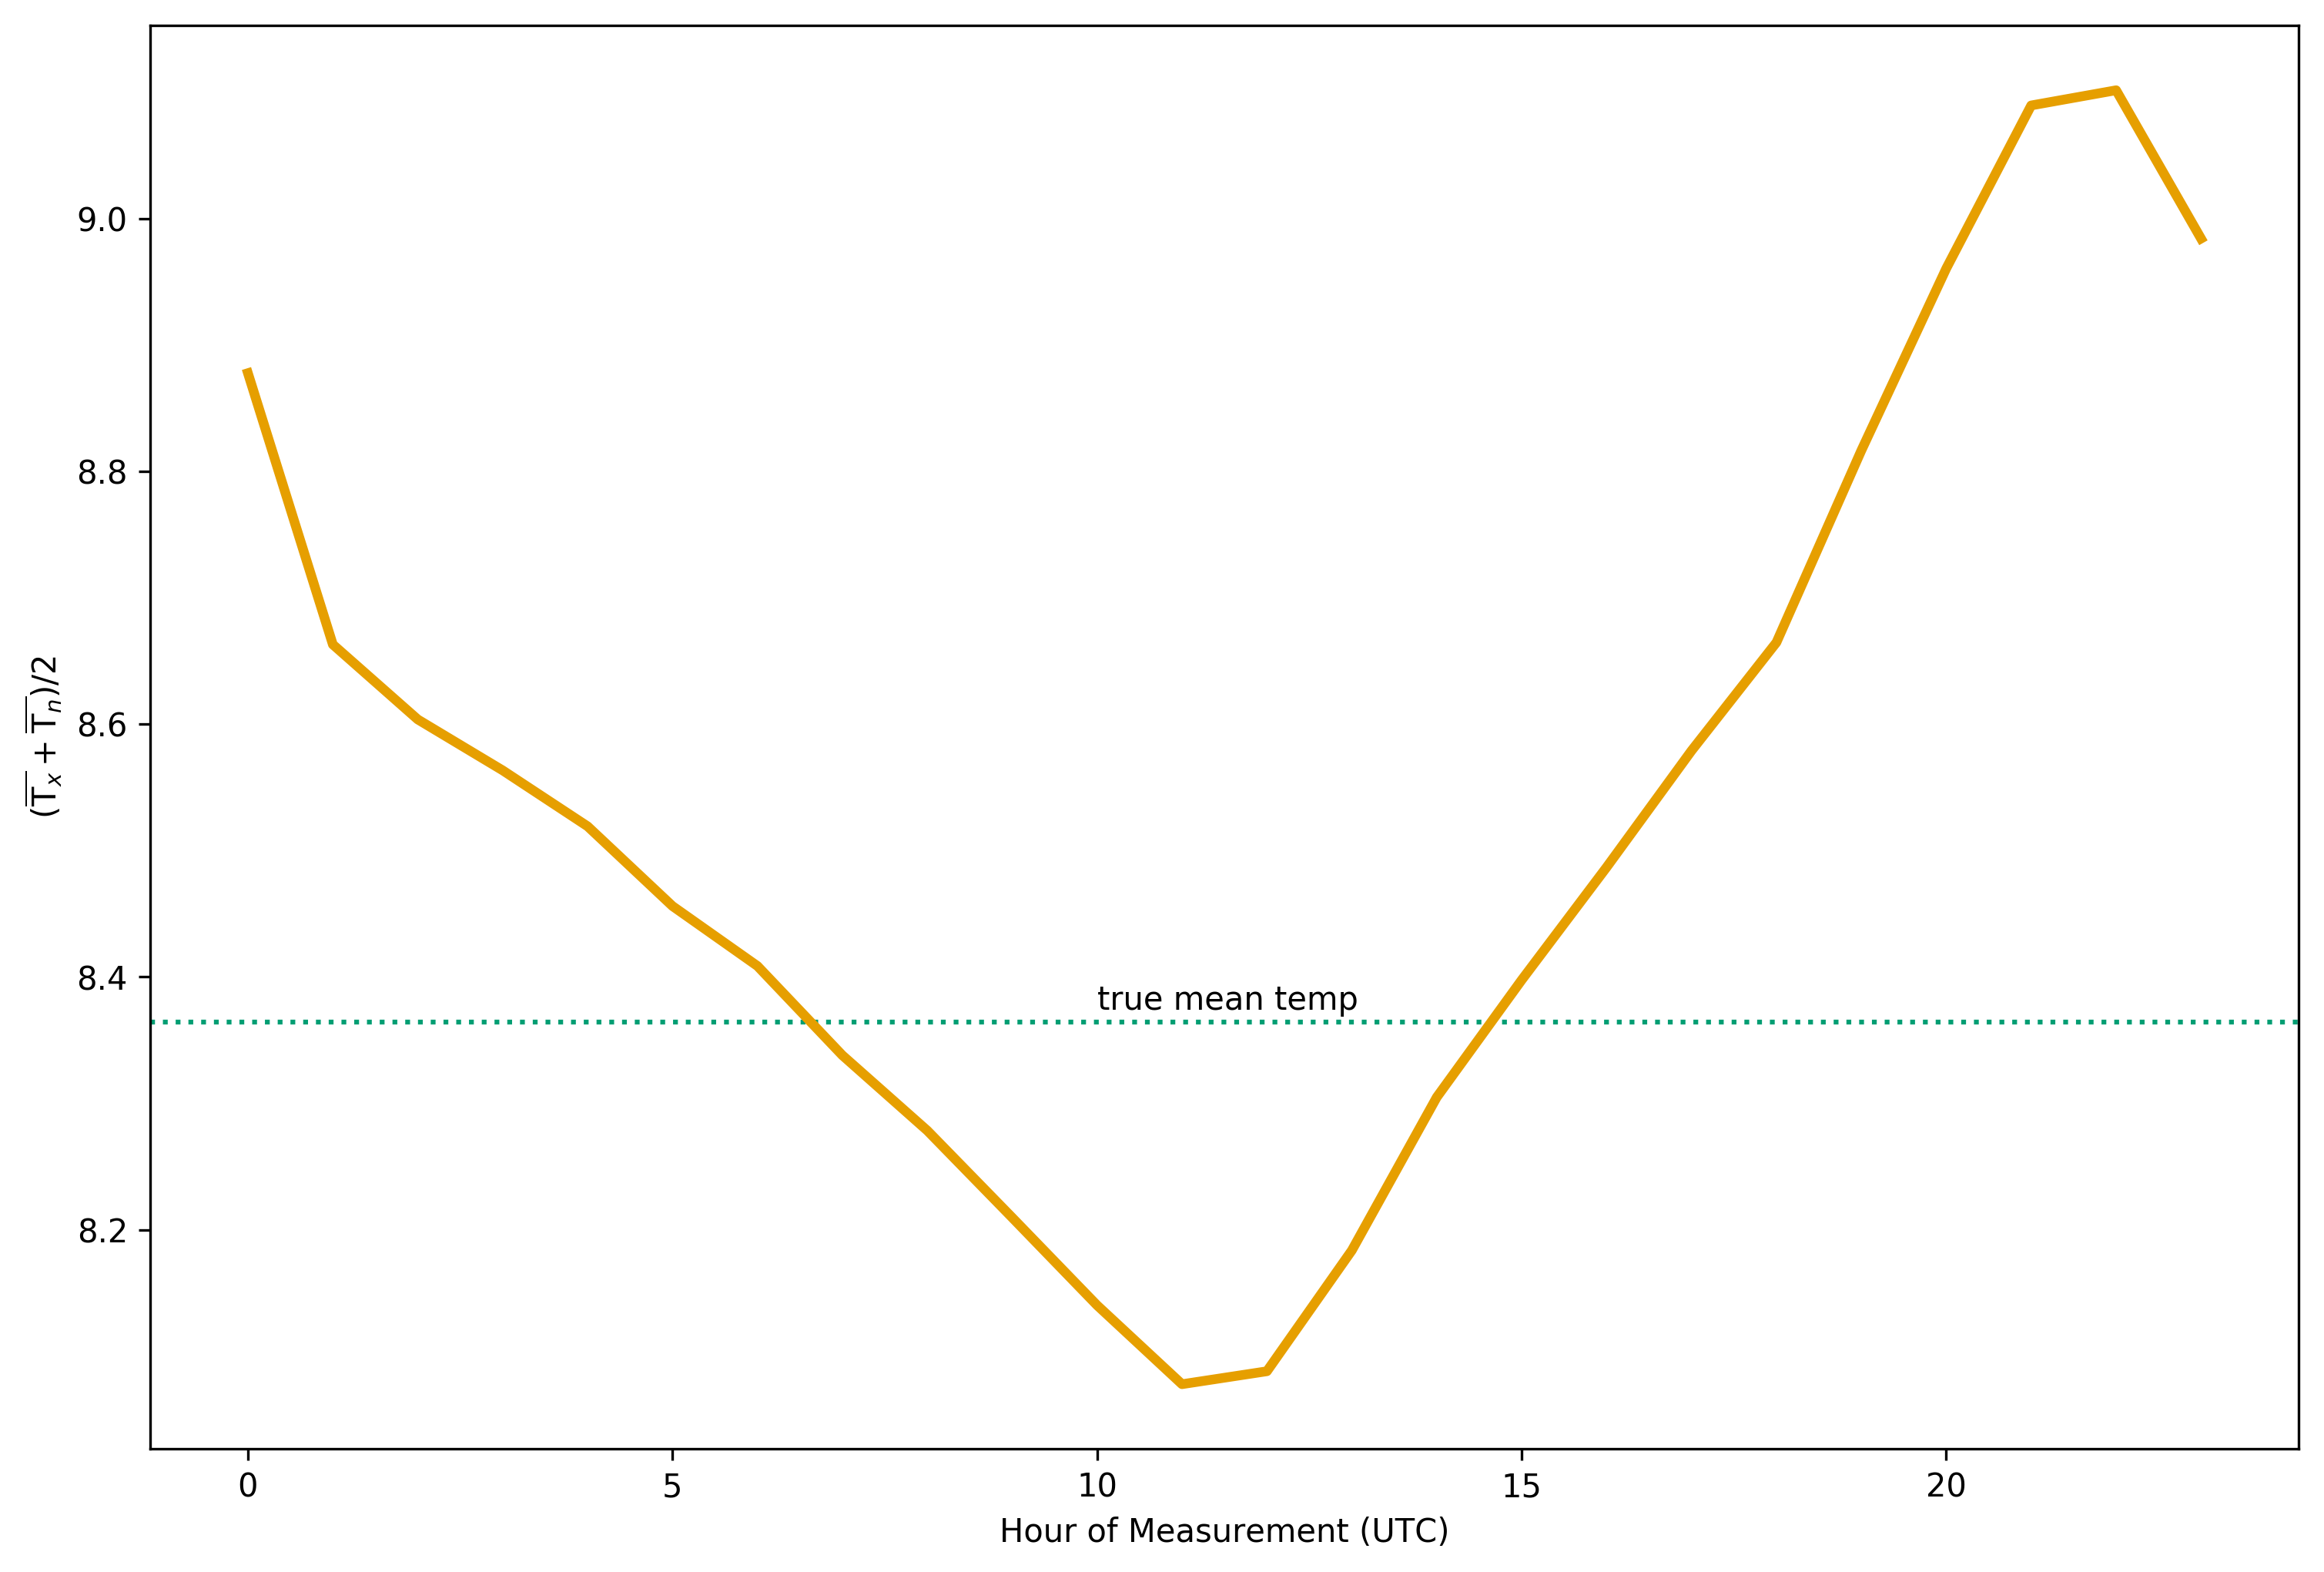 9.0
8.8
8.6
8.4
8.2
(T̅ₓ + T̅ₙ)/2
true mean temp
0 5 10 15 20
Hour of Measurement (UTC)